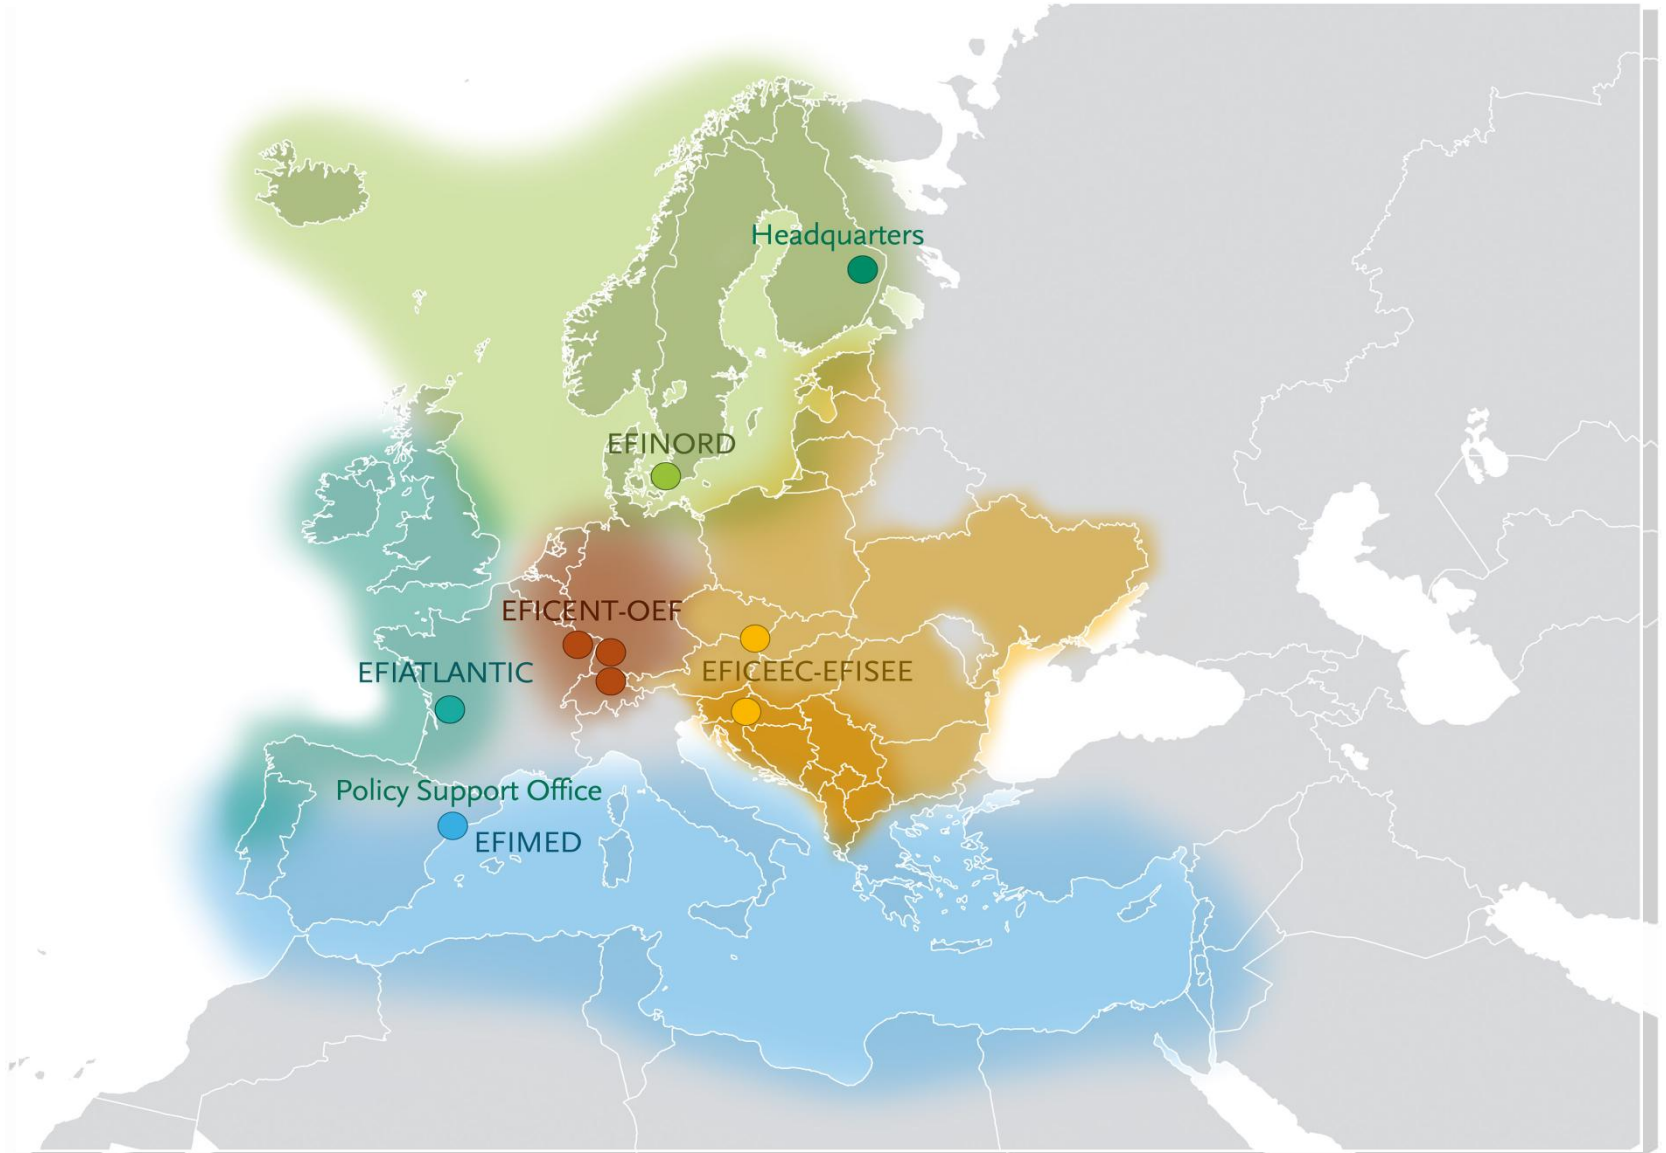 Headquarters
EFINORD
EFICENT-OEF
EFIATLANTIC
EFICEEC-EFISEE
Policy Support Office
EFIMED